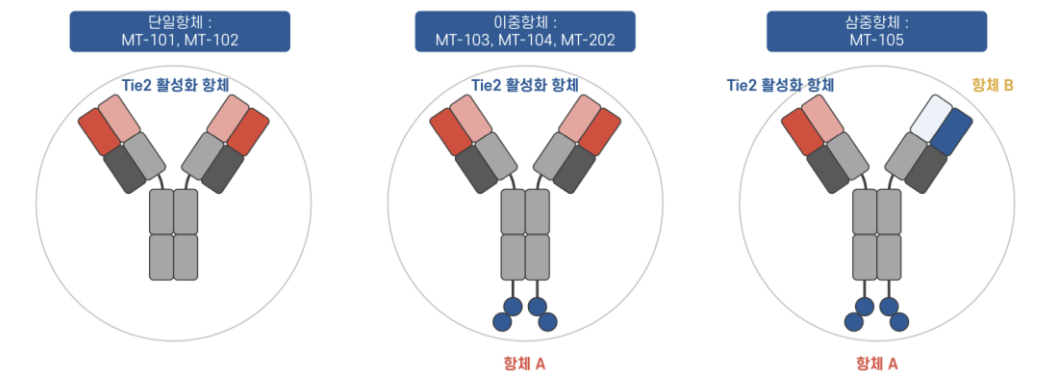 단일항체 :
MT-101, MT-102
이중항체 :
MT-103, MT-104, MT-202
삼중항체 :
MT-105
Tie2 활성화 항체
Tie2 활성화 항체
Tie2 활성화 항체
항체 B
항체 A
항체 A